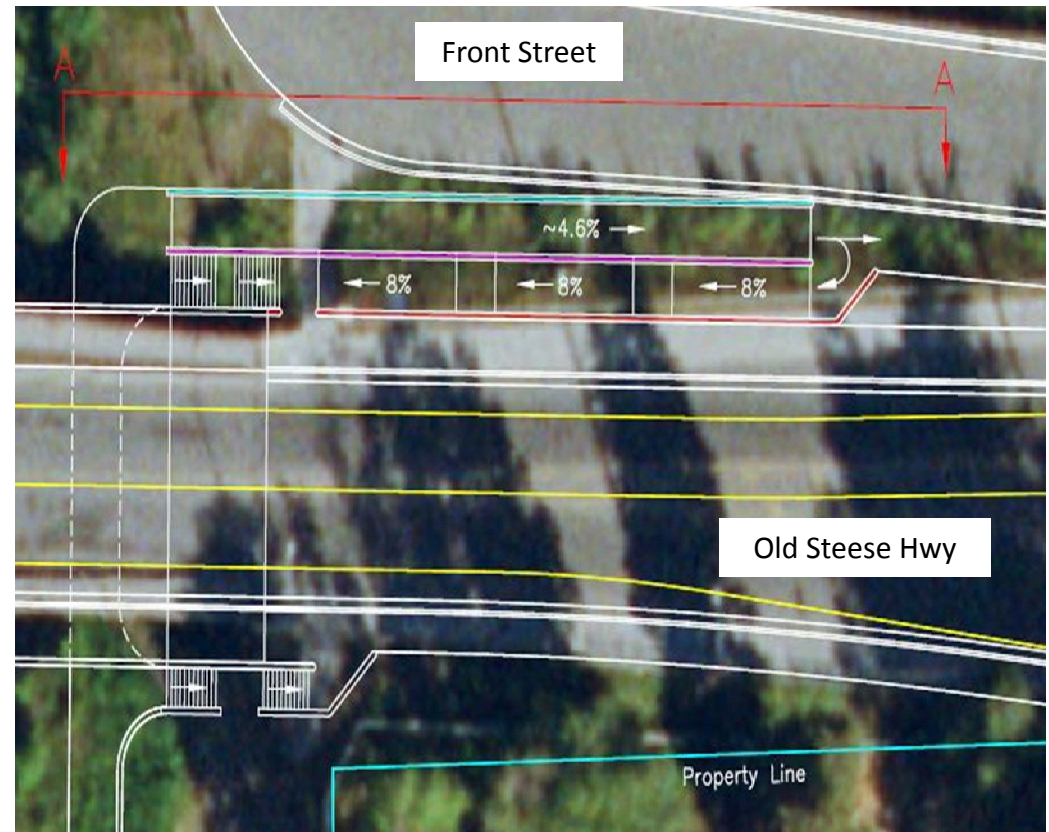 Front Street
A
A
~4.6%
8%
8%
8%
Old Steese Hwy
Property Line